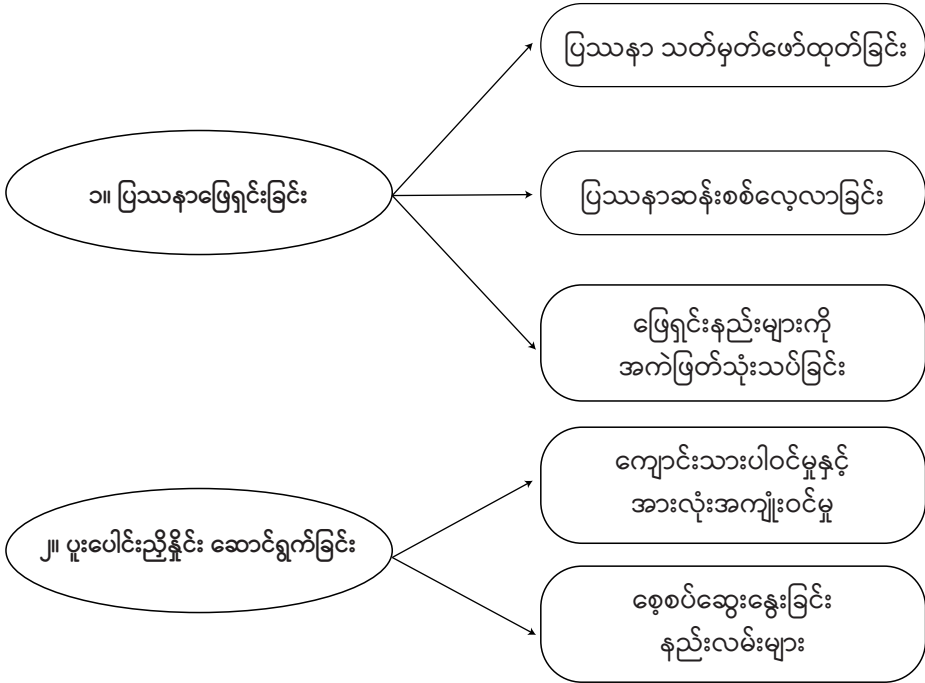 ၁။ ပြဿနာဖြေရှင်းခြင်း
ပြဿနာ သတ်မှတ်ဖော်ထုတ်ခြင်း
ပြဿနာဆန်းစစ်လေ့လာခြင်း
ဖြေရှင်းနည်းများကို
အကဲဖြတ်သုံးသပ်ခြင်း
၂။ ပူးပေါင်းညှိနှိုင်း ဆောင်ရွက်ခြင်း
ကျောင်းသားပါဝင်မှုနှင့်
အားလုံးအကျုံးဝင်မှု
စေ့စပ်ဆွေးနွေးခြင်း
နည်းလမ်းများ